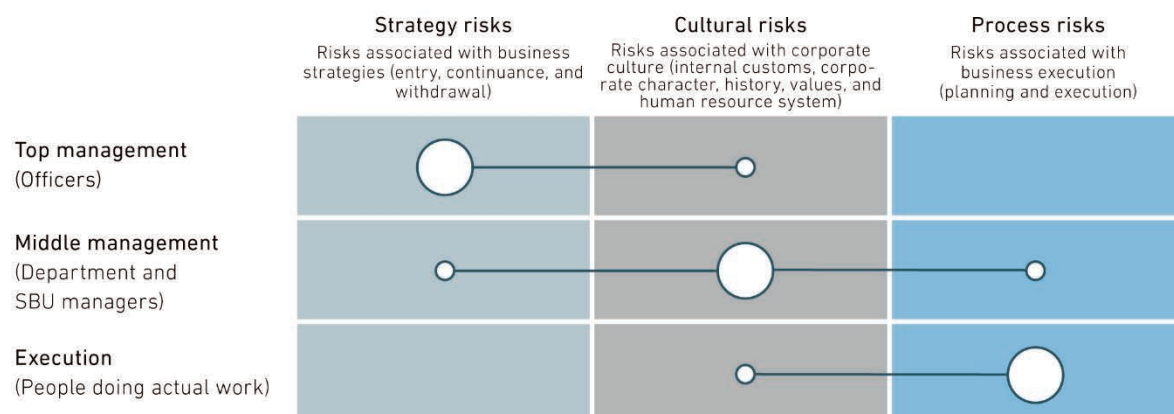 Strategy risks
Risks associated with business
strategies (entry, continuance, and
withdrawal)
Cultural risks
Risks associated with corporate
culture (internal customs, corpo-
rate character, history, values, and
human resource system)
Process risks
Risks associated with
business execution
(planning and execution)
Top management
(Officers)
Middle management
(Department and
SBU managers)
Execution
(People doing actual work)